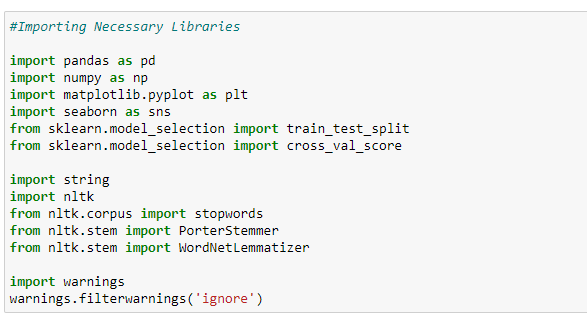 #Importing Necessary Libraries
import pandas as pd
import numpy as np
import matplotlib.pyplot as plt
import seaborn as sns
from sklearn.model_selection import train_test_split
from sklearn.model_selection import cross_val_score
import string
import nltk
from nltk.corpus import stopwords
from nltk.stem import PorterStemmer
from nltk.stem import WordNetLemmatizer
import warnings
warnings.filterwarnings('ignore')